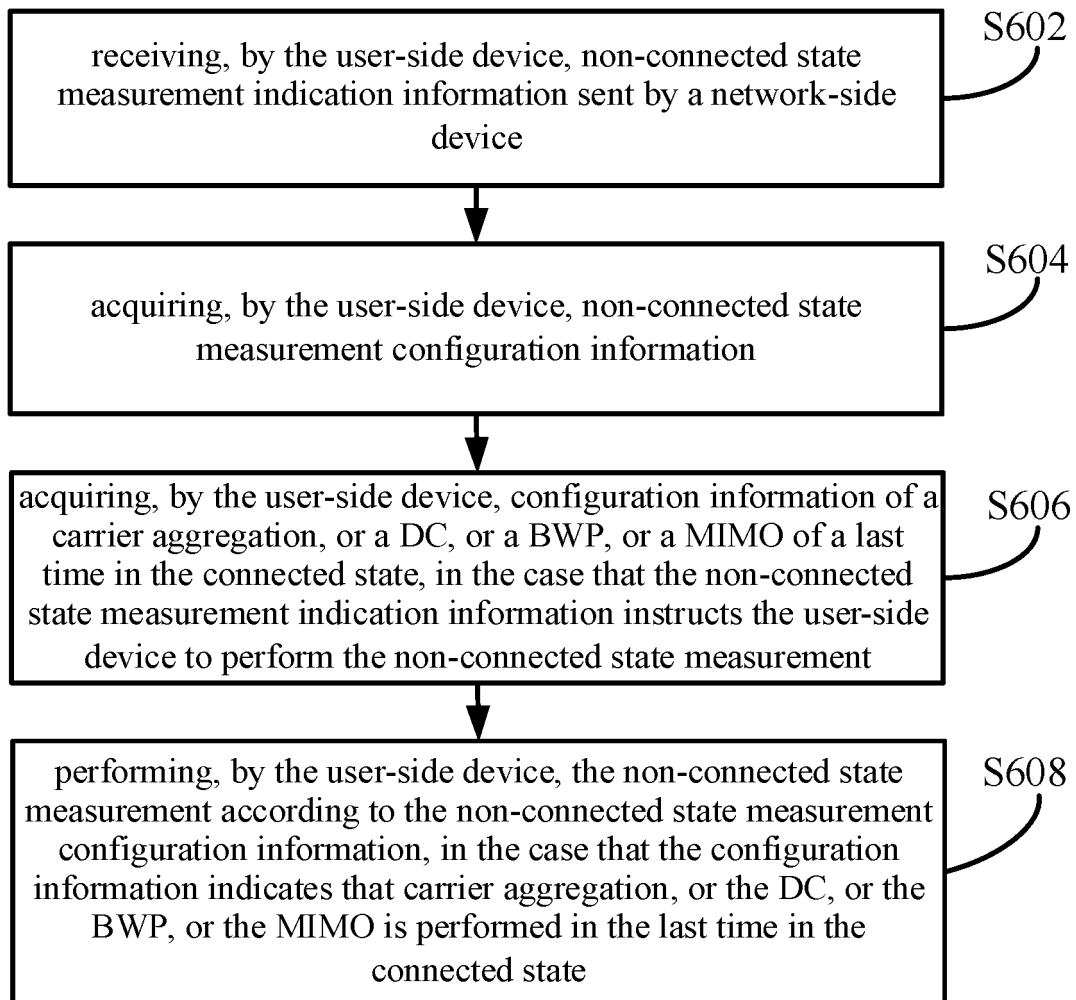 receiving, by the user-side device, non-connected state
measurement indication information sent by a network-side
device
S602
acquiring, by the user-side device, non-connected state
measurement configuration information
S604
acquiring, by the user-side device, configuration information of a
carrier aggregation, or a DC, or a BWP, or a MIMO of a last
time in the connected state, in the case that the non-connected
state measurement indication information instructs the user-side
device to perform the non-connected state measurement
S606
performing, by the user-side device, the non-connected state
measurement according to the non-connected state measurement
configuration information, in the case that the configuration
information indicates that carrier aggregation, or the DC, or the
BWP, or the MIMO is performed in the last time in the
connected state
S608